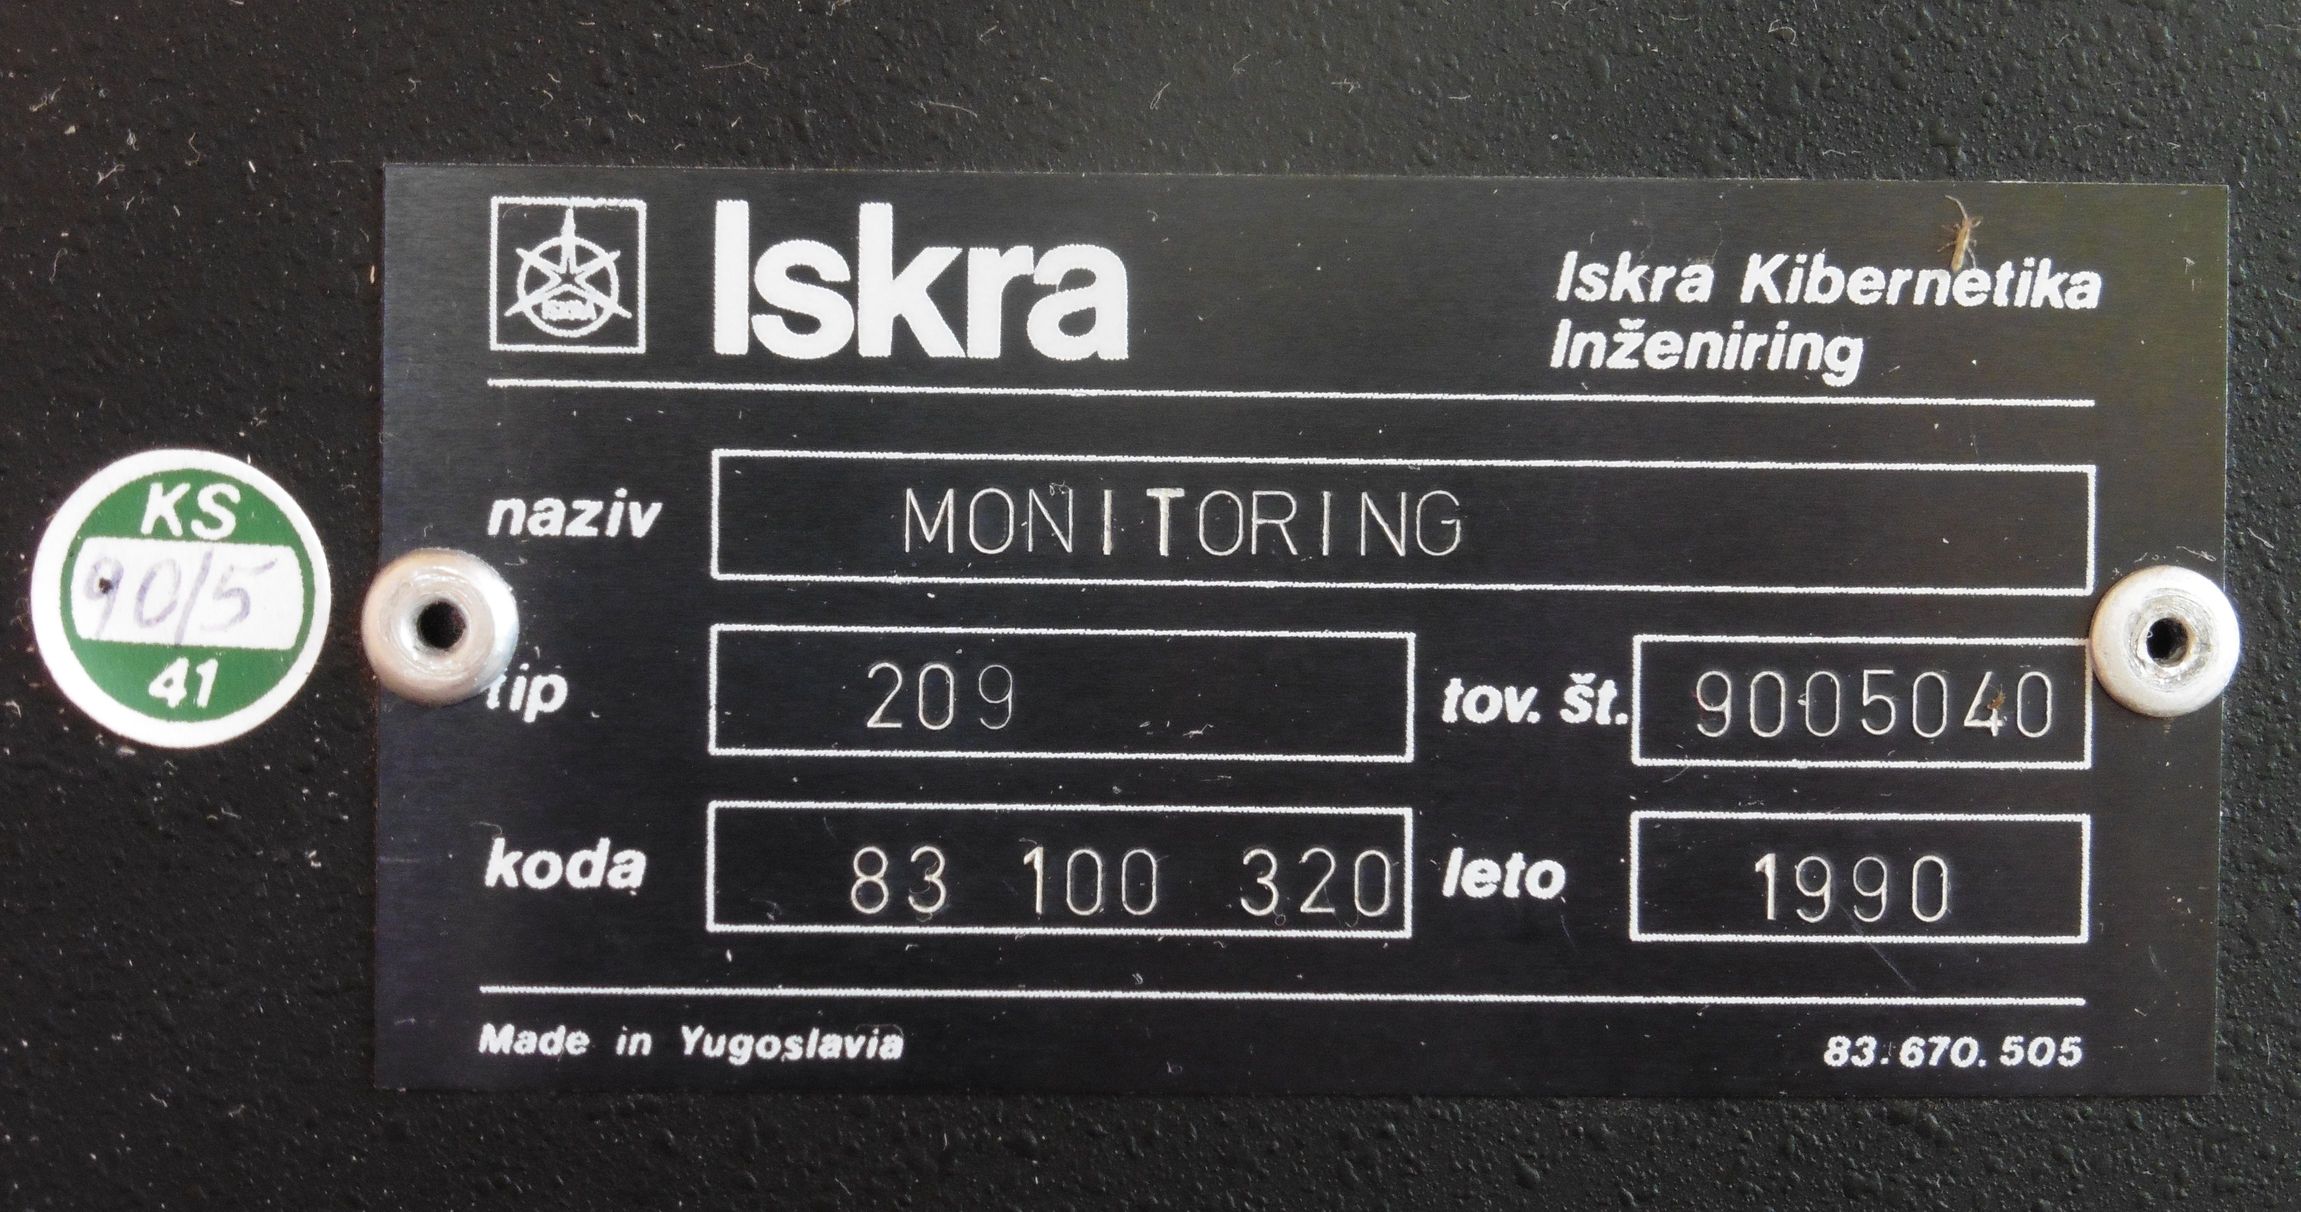 ISKRA
Iskra
Iskra Kibernetika
Inženiring
naziv MONITORING
tip 209 tov. št. 9005040
koda 83 100 320 leto 1990
Made in Yugoslavia 83.670.505
KS
90/5
41